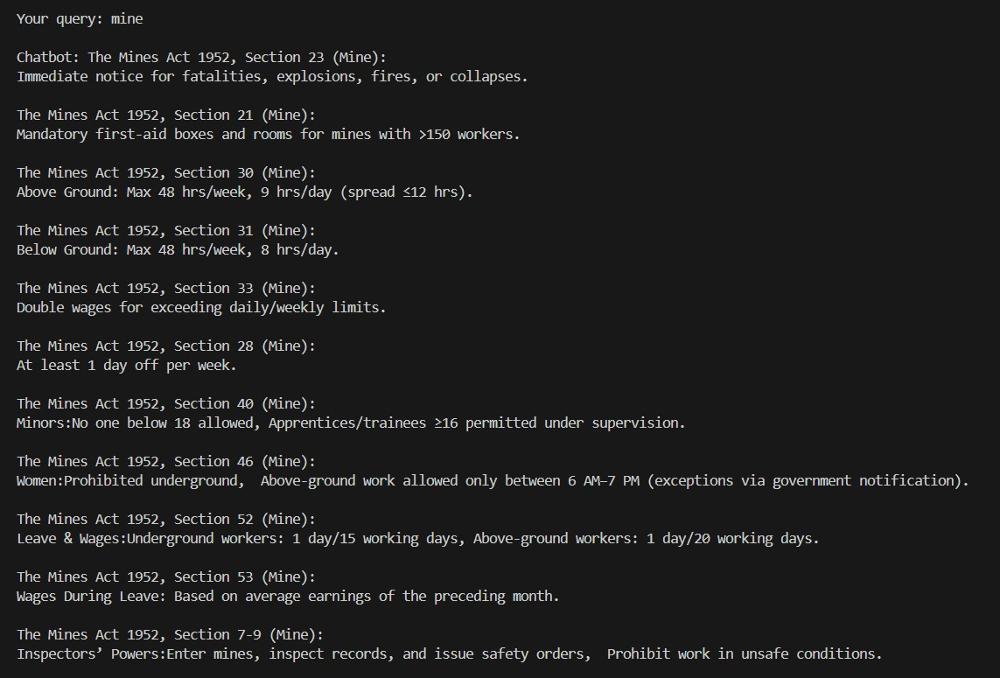 Your query: mine
Chatbot: The Mines Act 1952, Section 23 (Mine):
Immediate notice for fatalities, explosions, fires, or collapses.
The Mines Act 1952, Section 21 (Mine):
Mandatory first-aid boxes and rooms for mines with >150 workers.
The Mines Act 1952, Section 30 (Mine):
Above Ground: Max 48 hrs/week, 9 hrs/day (spread ≤12 hrs).
The Mines Act 1952, Section 31 (Mine):
Below Ground: Max 48 hrs/week, 8 hrs/day.
The Mines Act 1952, Section 33 (Mine):
Double wages for exceeding daily/weekly limits.
The Mines Act 1952, Section 28 (Mine):
At least 1 day off per week.
The Mines Act 1952, Section 40 (Mine):
Minors:No one below 18 allowed, Apprentices/trainees ≥16 permitted under supervision.
The Mines Act 1952, Section 46 (Mine):
Women:Prohibited underground,  Above-ground work allowed only between 6 AM–7 PM (exceptions via government notification).
The Mines Act 1952, Section 52 (Mine):
Leave & Wages:Underground workers: 1 day/15 working days, Above-ground workers: 1 day/20 working days.
The Mines Act 1952, Section 53 (Mine):
Wages During Leave: Based on average earnings of the preceding month.
The Mines Act 1952, Section 7-9 (Mine):
Inspectors’ Powers:Enter mines, inspect records, and issue safety orders,  Prohibit work in unsafe conditions.